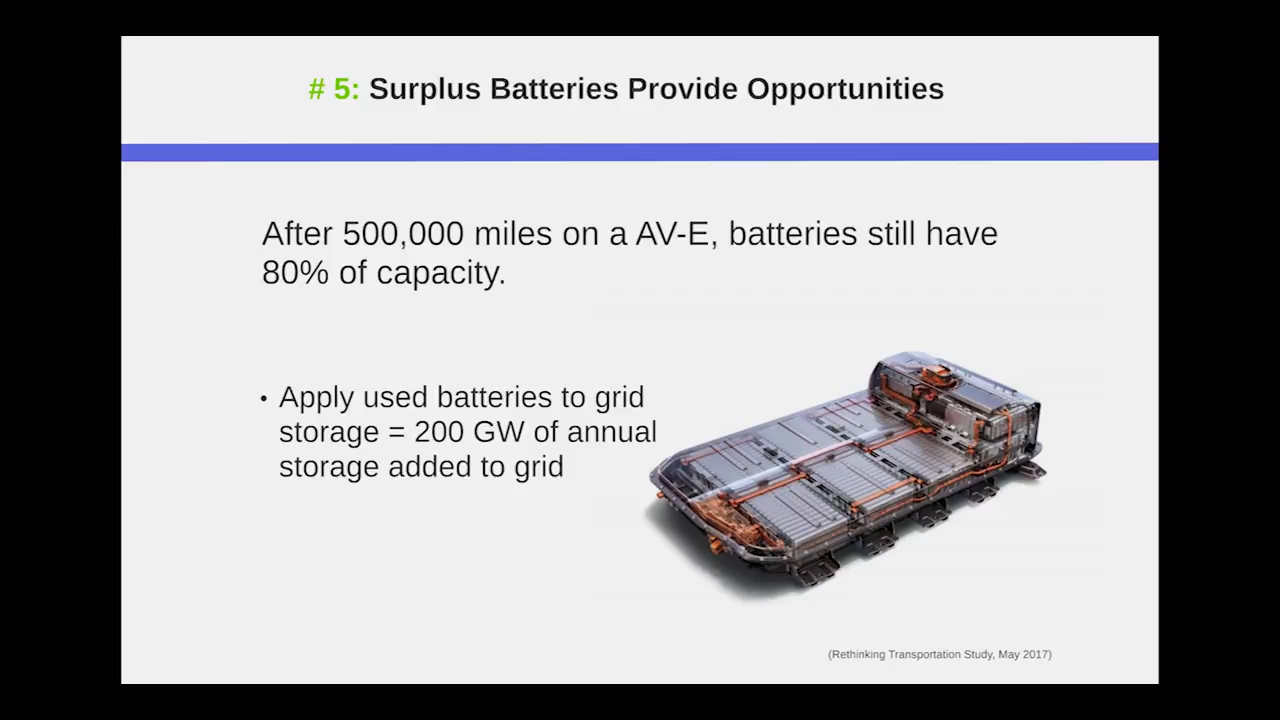 # 5: Surplus Batteries Provide Opportunities
After 500,000 miles on a AV-E, batteries still have
80% of capacity.
• Apply used batteries to grid
storage = 200 GW of annual
storage added to grid
(Rethinking Transportation Study, May 2017)